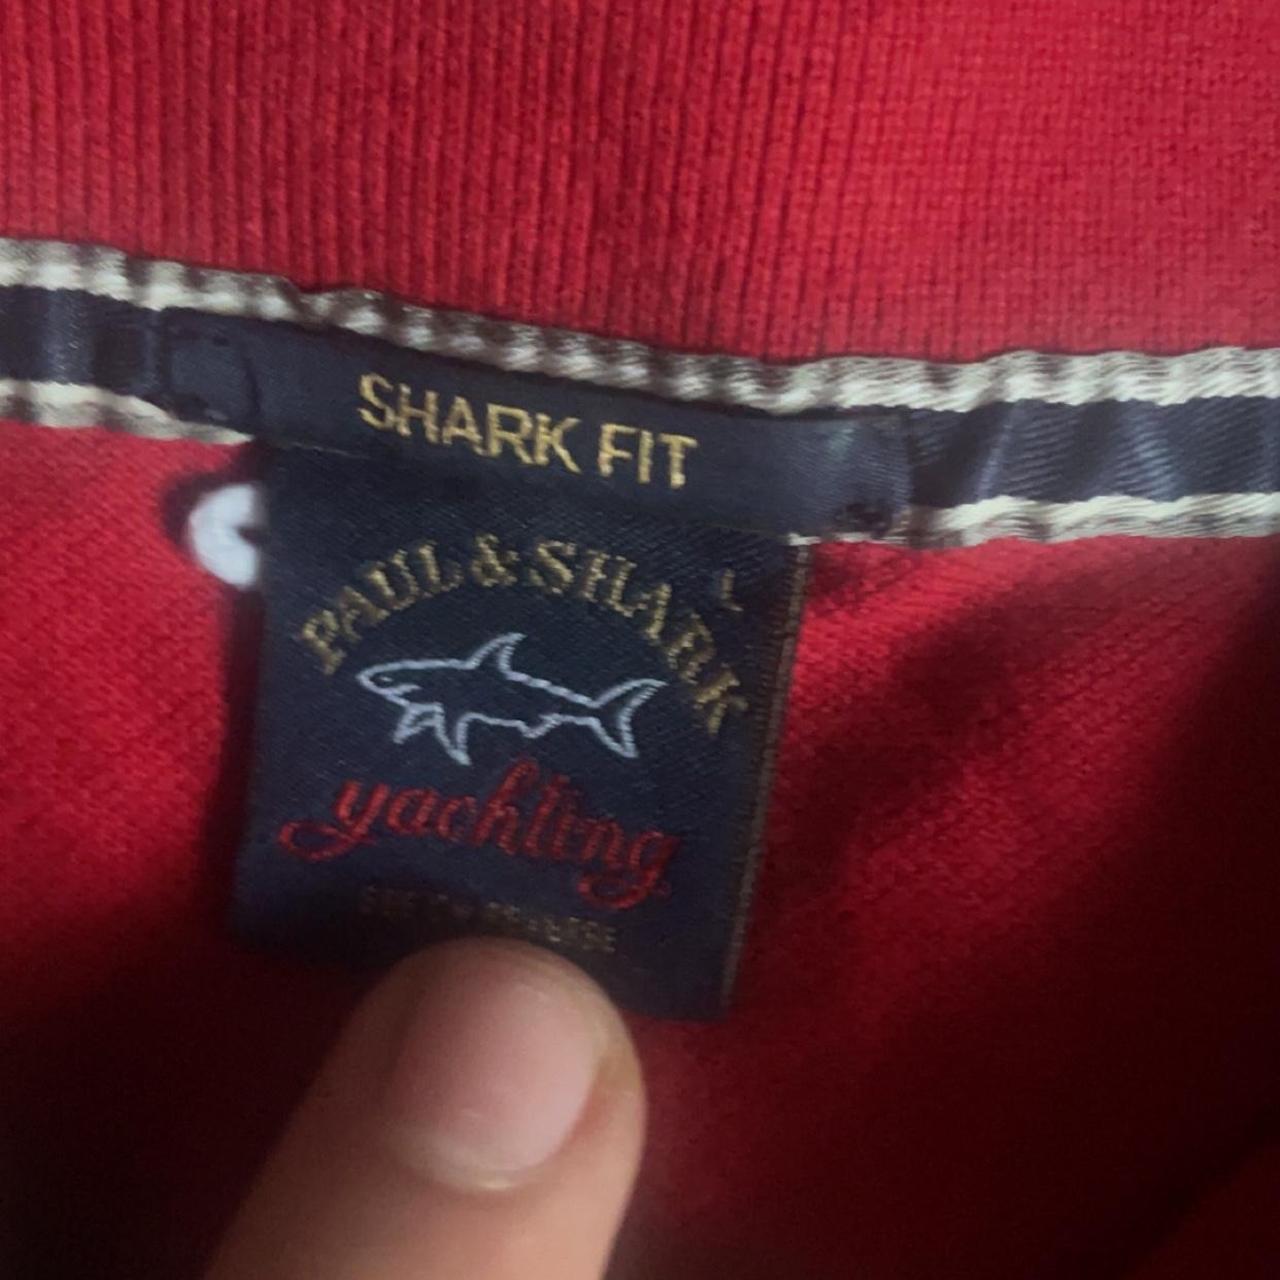 SHARK FIT
PAUL & SHARK
L
yachting